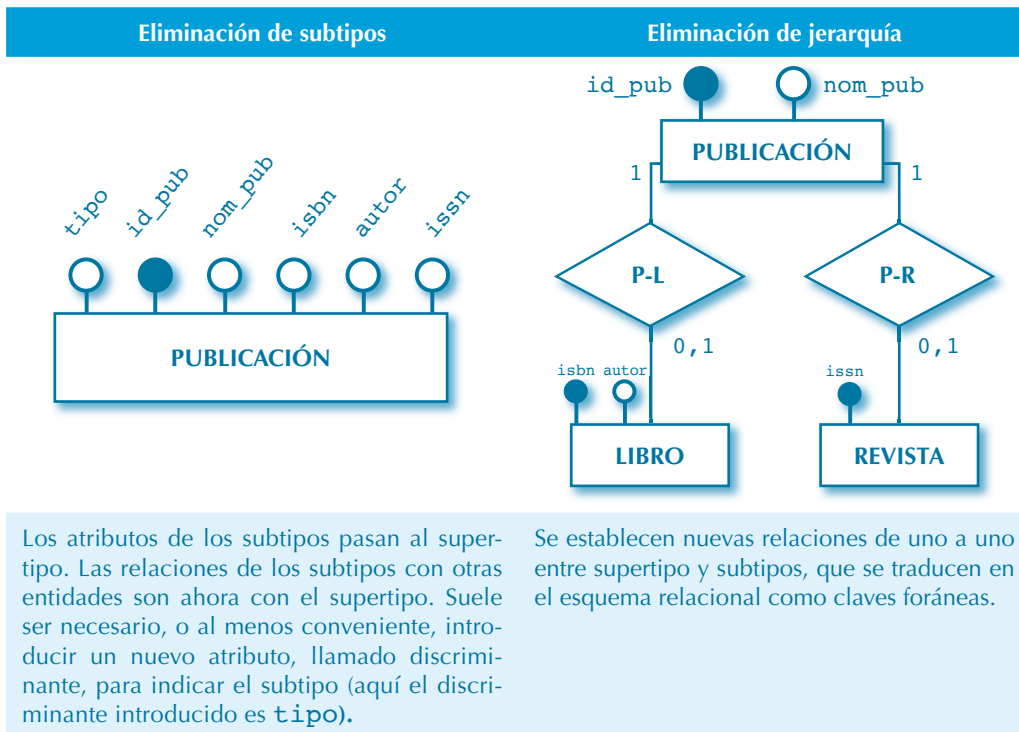 Eliminación de subtipos
tipo
id_pub
nom_pub
isbn
autor
issn
PUBLICACIÓN
Los atributos de los subtipos pasan al super-
tipo. Las relaciones de los subtipos con otras
entidades son ahora con el supertipo. Suele
ser necesario, o al menos conveniente, intro-
ducir un nuevo atributo, llamado discrimi-
nante, para indicar el subtipo (aquí el discri-
minante introducido es tipo).
Eliminación de jerarquía
id_pub
nom_pub
PUBLICACIÓN
1
1
P-L
P-R
0,1
0,1
isbn
autor
issn
LIBRO
REVISTA
Se establecen nuevas relaciones de uno a uno
entre supertipo y subtipos, que se traducen en
el esquema relacional como claves foráneas.